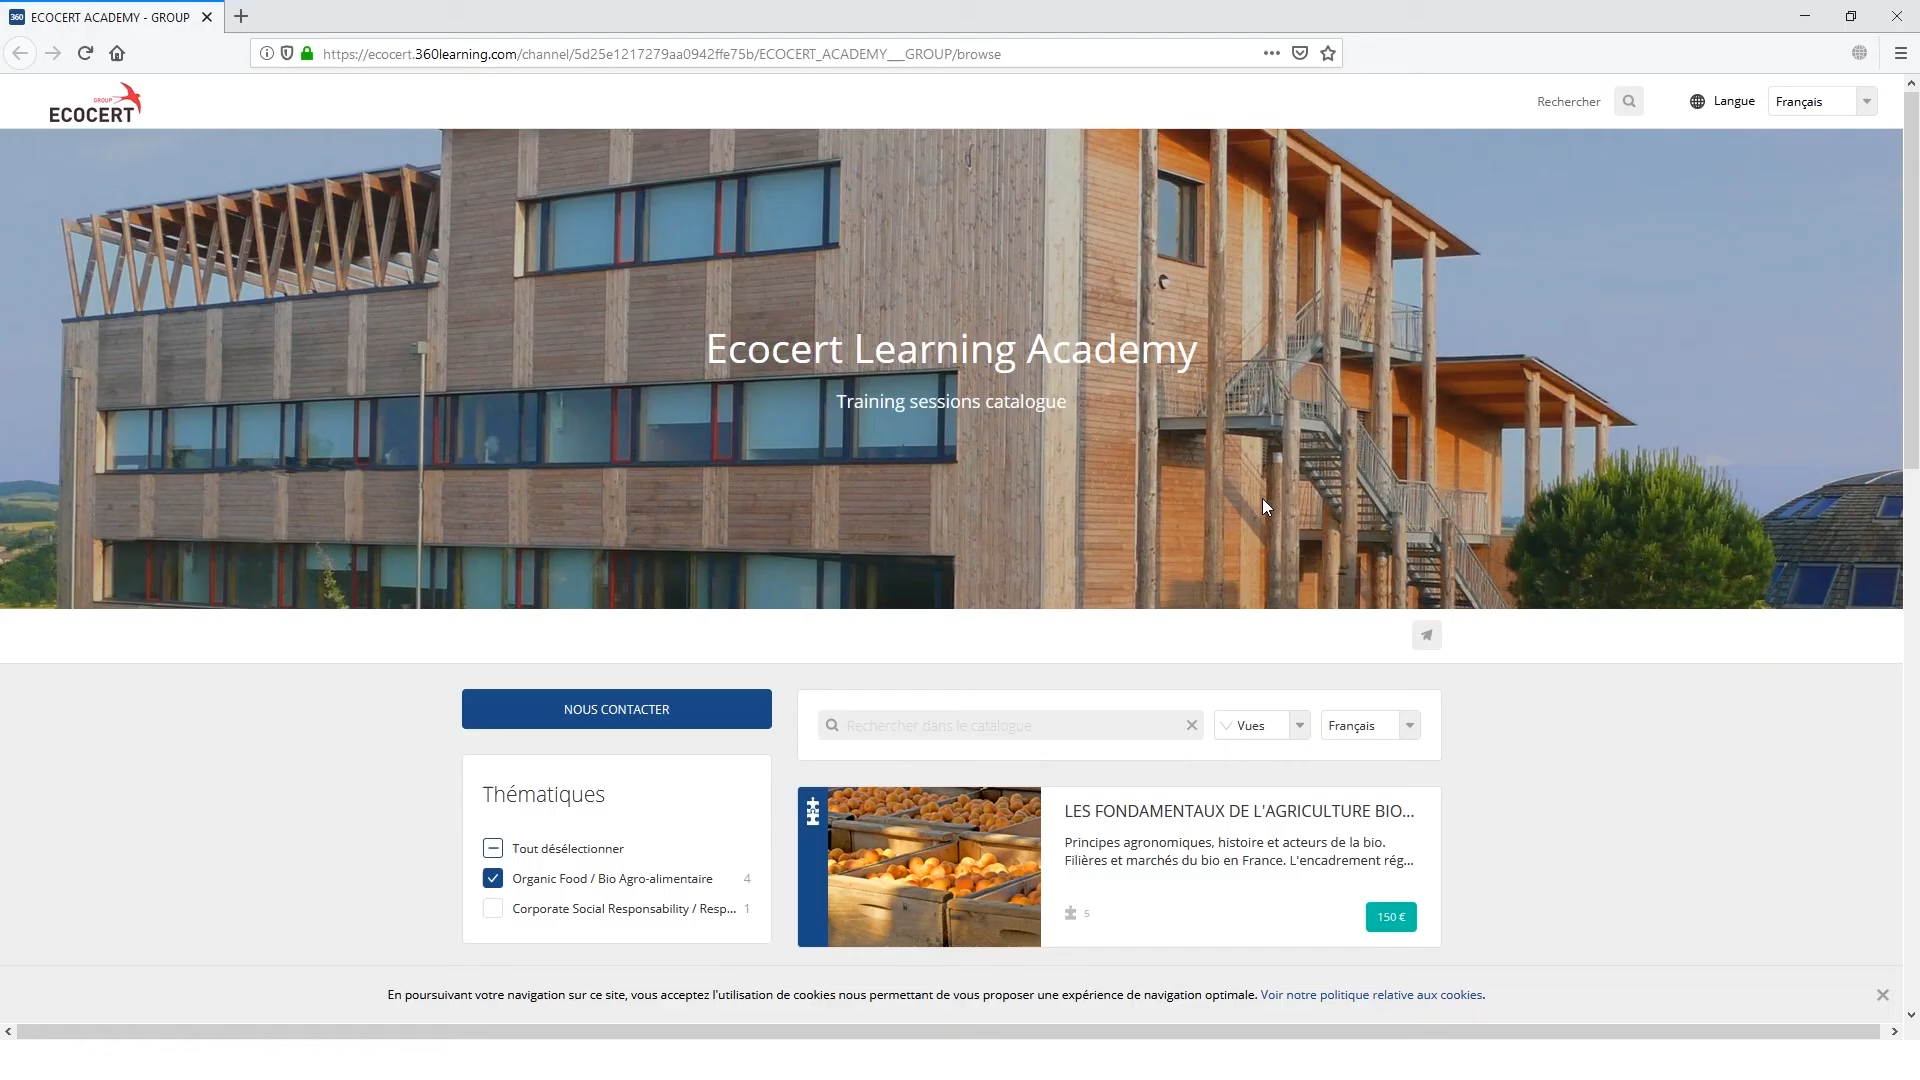 360 ECOCERT ACADEMY - GROUP
https://ecocert.360learning.com/channel/5d25e1217279aa0942ffe75b/ECOCERT_ACADEMY__GROUP/browse
GROUP
ECOCERT
Rechercher
Langue
Français
Ecocert Learning Academy
Training sessions catalogue
NOUS CONTACTER
Rechercher dans le catalogue
Vues
Français
Thématiques
Tout désélectionner
Organic Food / Bio Agro-alimentaire 4
Corporate Social Responsability / Resp... 1
LES FONDAMENTAUX DE L'AGRICULTURE BIO...
Principes agronomiques, histoire et acteurs de la bio.
Filières et marchés du bio en France. L'encadrement rég...
5
150 €
En poursuivant votre navigation sur ce site, vous acceptez l'utilisation de cookies nous permettant de vous proposer une expérience de navigation optimale. Voir notre politique relative aux cookies.